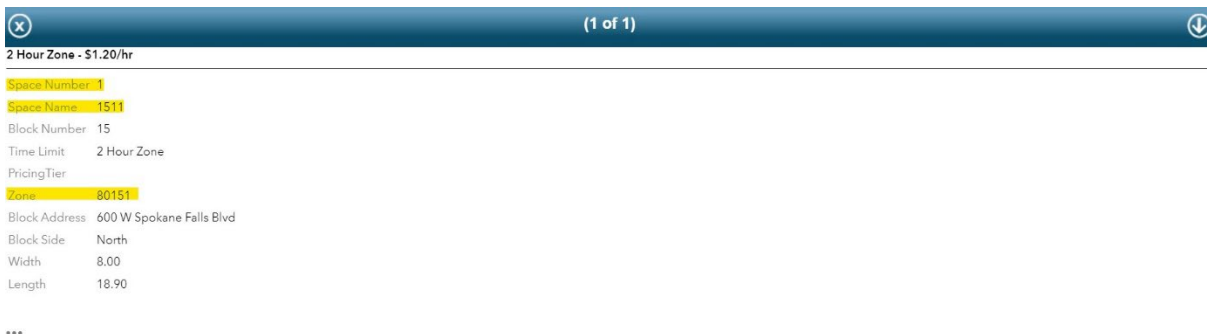 (1 of 1)
2 Hour Zone - $1.20/hr
Space Number 1
Space Name 1511
Block Number 15
Time Limit 2 Hour Zone
PricingTier
Zone 80151
Block Address 600 W Spokane Falls Blvd
Block Side North
Width 8.00
Length 18.90
•••